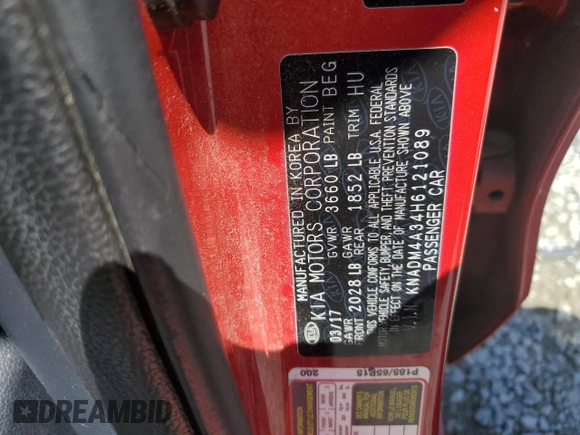 MANUFACTURED IN KOREA BY
KIA MOTORS CORPORATION
03/17 GVWR 3660 LB PAINT BEG
GAWR FRONT 2028 LB GAWR REAR 1852 LB TRIM HU
THIS VEHICLE CONFORMS TO ALL APPLICABLE U.S.A. FEDERAL
MOTOR VEHICLE SAFETY, BUMPER, AND THEFT PREVENTION STANDARDS
IN EFFECT ON THE DATE OF MANUFACTURE SHOWN ABOVE
V.I.N KNADM4A34H6121089
PASSENGER CAR
P185/65R15
200
DREAMBID